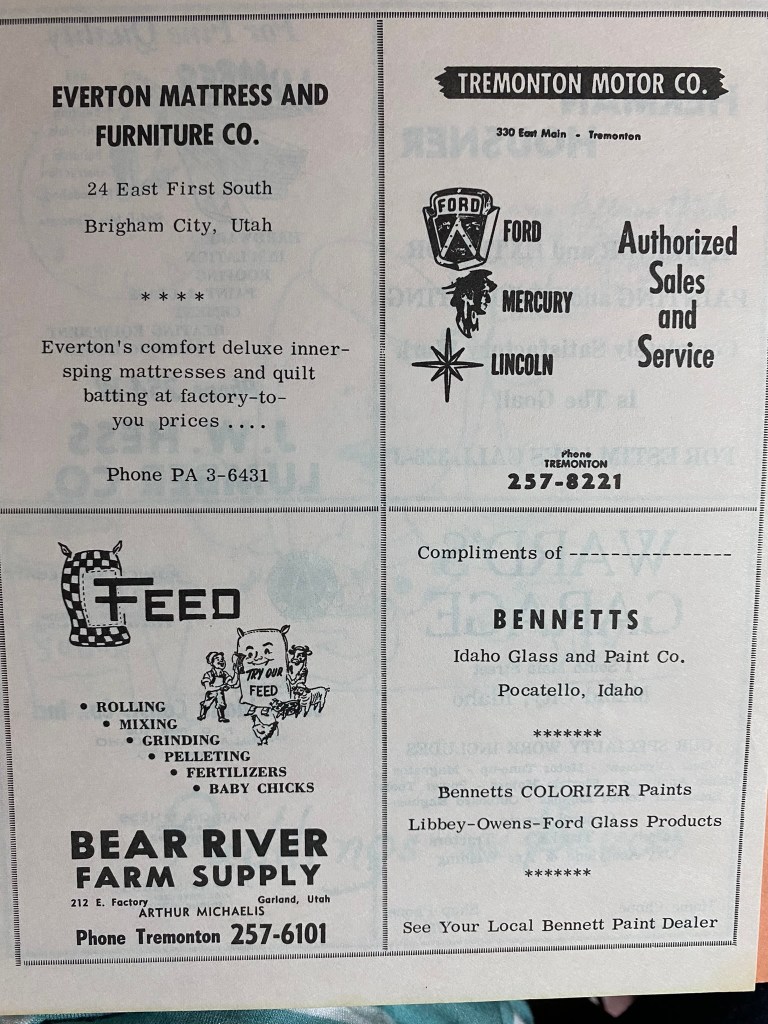 EVERTON MATTRESS AND
FURNITURE CO.
24 East First South
Brigham City, Utah
* * * *
Everton's comfort deluxe inner-
sping mattresses and quilt
batting at factory-to-
you prices ....
Phone PA 3-6431
TREMONTON MOTOR CO.
330 East Main - Tremonton
FORD
FORD
MERCURY
LINCOLN
Authorized
Sales
and
Service
Phone
TREMONTON
257-8221
FEED
TRY OUR
FEED
• ROLLING
• MIXING
• GRINDING
• PELLETING
• FERTILIZERS
• BABY CHICKS
BEAR RIVER
FARM SUPPLY
212 E. Factory Garland, Utah
ARTHUR MICHAELIS
Phone Tremonton 257-6101
Compliments of ----------------
BENNETTS
Idaho Glass and Paint Co.
Pocatello, Idaho
*******
Bennetts COLORIZER Paints
Libbey-Owens-Ford Glass Products
*******
See Your Local Bennett Paint Dealer